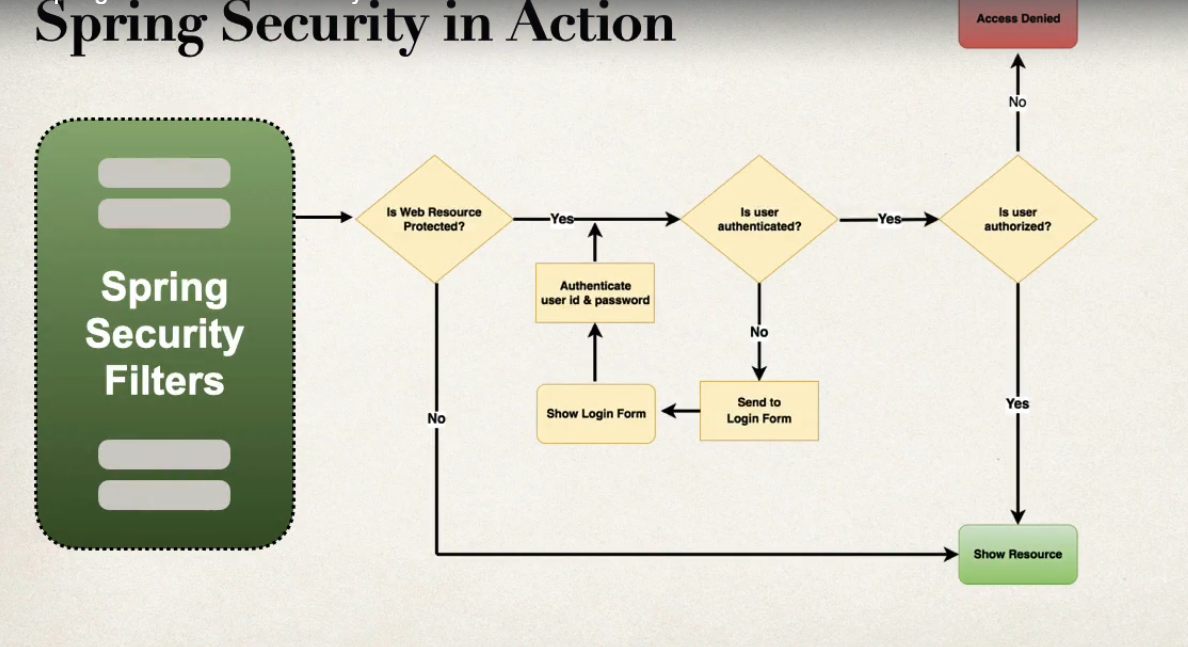 Spring Security in Action
Access Denied
No
Spring
Security
Filters
Is Web Resource
Protected?
Yes
Is user
authenticated?
Yes
Is user
authorized?
Authenticate
user id & password
No
Show Login Form
Send to
Login Form
No
Yes
Show Resource